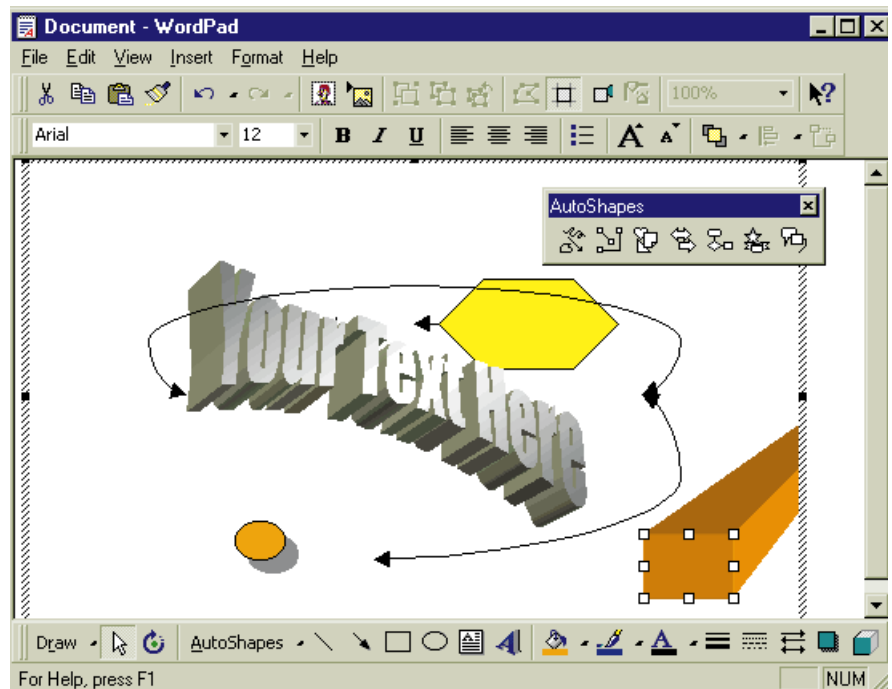 Document - WordPad
File Edit View Insert Format Help
100%
Arial 12 B I U A A
AutoShapes
Your Text Here
Draw AutoShapes A A
For Help, press F1 NUM